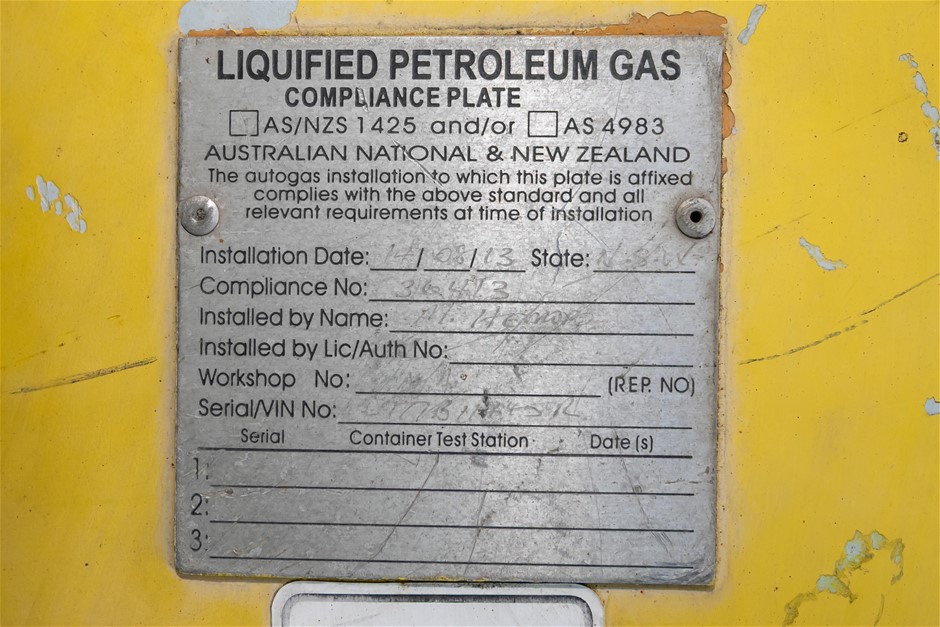 LIQUIFIED PETROLEUM GAS
COMPLIANCE PLATE
AS/NZS 1425 and/or AS 4983
AUSTRALIAN NATIONAL & NEW ZEALAND
The autogas installation to which this plate is affixed
complies with the above standard and all
relevant requirements at time of installation
Installation Date: 14/08/13 State: N.S.W.
Compliance No: 36413
Installed by Name:
Installed by Lic/Auth No:
Workshop No: (REP. NO)
Serial/VIN No:
Serial Container Test Station Date (s)
1:
2:
3: